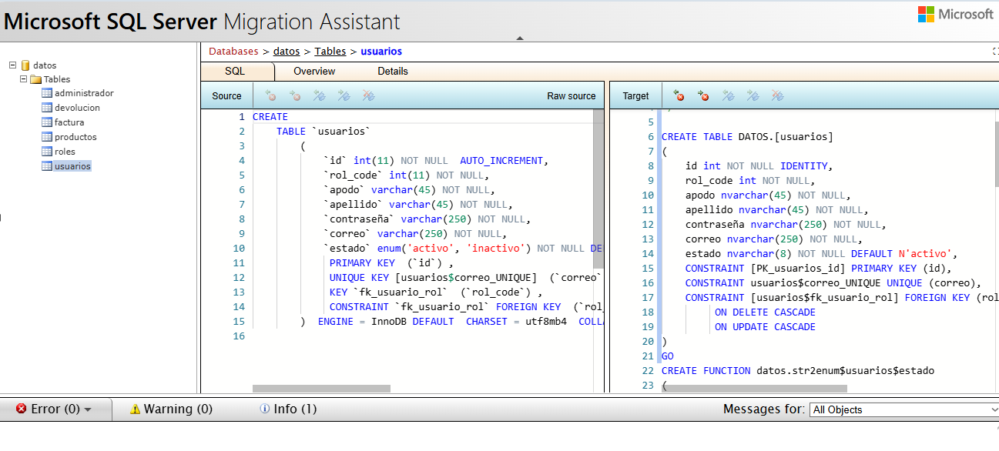 Microsoft SQL Server Migration Assistant
Microsoft
Databases > datos > Tables > usuarios
datos
Tables
administrador
devolucion
factura
productos
roles
usuarios
SQL Overview Details
Source Raw source
1 CREATE
2 TABLE `usuarios`
3 (
4 `id` int(11) NOT NULL AUTO_INCREMENT,
5 `rol_code` int(11) NOT NULL,
6 `apodo` varchar(45) NOT NULL,
7 `apellido` varchar(45) NOT NULL,
8 `contraseña` varchar(250) NOT NULL,
9 `correo` varchar(250) NOT NULL,
10 `estado` enum('activo', 'inactivo') NOT NULL DE
11 PRIMARY KEY (`id`) ,
12 UNIQUE KEY [usuarios$correo_UNIQUE] (`correo`
13 KEY `fk_usuario_rol` (`rol_code`) ,
14 CONSTRAINT `fk_usuario_rol` FOREIGN KEY (`rol_
15 ) ENGINE = InnoDB DEFAULT CHARSET = utf8mb4 COLLA
16
Target
5
6 CREATE TABLE DATOS.[usuarios]
7 (
8 id int NOT NULL IDENTITY,
9 rol_code int NOT NULL,
10 apodo nvarchar(45) NOT NULL,
11 apellido nvarchar(45) NOT NULL,
12 contraseña nvarchar(250) NOT NULL,
13 correo nvarchar(250) NOT NULL,
14 estado nvarchar(8) NOT NULL DEFAULT N'activo',
15 CONSTRAINT [PK_usuarios_id] PRIMARY KEY (id),
16 CONSTRAINT usuarios$correo_UNIQUE UNIQUE (correo),
17 CONSTRAINT [usuarios$fk_usuario_rol] FOREIGN KEY (rol
18 ON DELETE CASCADE
19 ON UPDATE CASCADE
20 )
21 GO
22 CREATE FUNCTION datos.str2enum$usuarios$estado
23 (
Error (0) Warning (0) Info (1) Messages for: All Objects